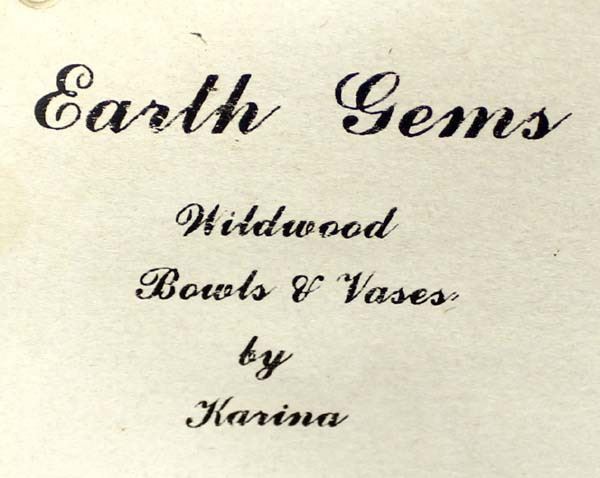 Earth Gems
Wildwood
Bowls & Vases
by
Karina